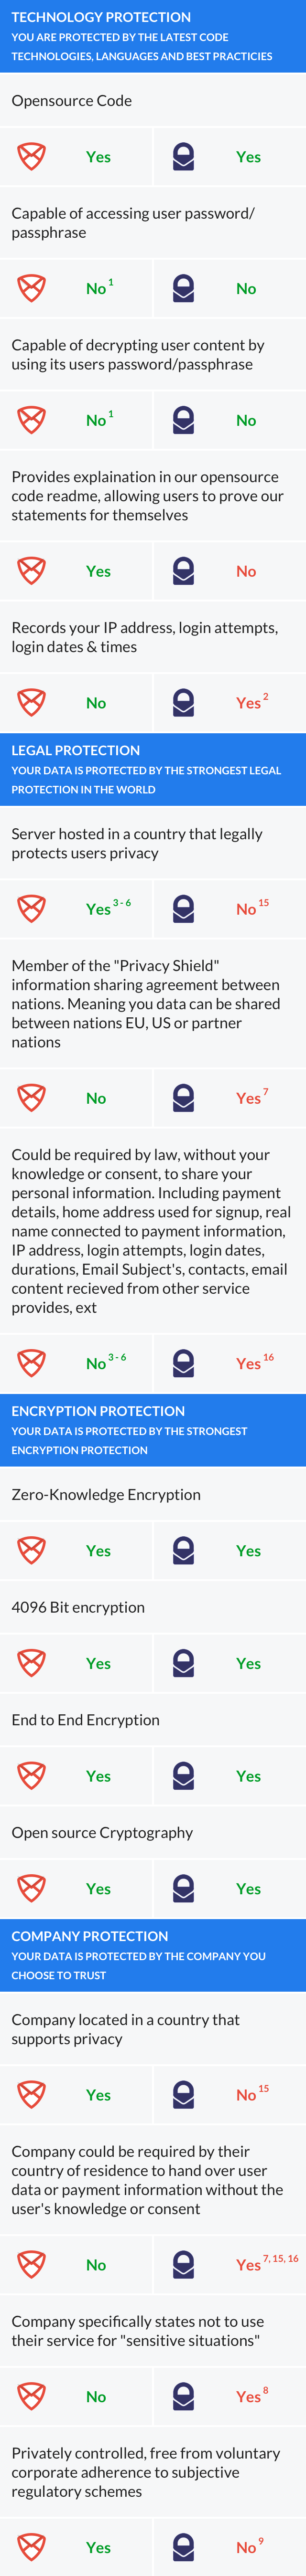 TECHNOLOGY PROTECTION
YOU ARE PROTECTED BY THE LATEST CODE
TECHNOLOGIES, LANGUAGES AND BEST PRACTICIES
Opensource Code
Yes Yes
Capable of accessing user password/
passphrase
No 1 No
Capable of decrypting user content by
using its users password/passphrase
No 1 No
Provides explaination in our opensource
code readme, allowing users to prove our
statements for themselves
Yes No
Records your IP address, login attempts,
login dates & times
No Yes 2
LEGAL PROTECTION
YOUR DATA IS PROTECTED BY THE STRONGEST LEGAL
PROTECTION IN THE WORLD
Server hosted in a country that legally
protects users privacy
Yes 3 - 6 No 15
Member of the "Privacy Shield"
information sharing agreement between
nations. Meaning you data can be shared
between nations EU, US or partner
nations
No Yes 7
Could be required by law, without your
knowledge or consent, to share your
personal information. Including payment
details, home address used for signup, real
name connected to payment information,
IP address, login attempts, login dates,
durations, Email Subject's, contacts, email
content recieved from other service
provides, ext
No 3 - 6 Yes 16
ENCRYPTION PROTECTION
YOUR DATA IS PROTECTED BY THE STRONGEST
ENCRYPTION PROTECTION
Zero-Knowledge Encryption
Yes Yes
4096 Bit encryption
Yes Yes
End to End Encryption
Yes Yes
Open source Cryptography
Yes Yes
COMPANY PROTECTION
YOUR DATA IS PROTECTED BY THE COMPANY YOU
CHOOSE TO TRUST
Company located in a country that
supports privacy
Yes No 15
Company could be required by their
country of residence to hand over user
data or payment information without the
user's knowledge or consent
No Yes 7, 15, 16
Company specifically states not to use
their service for "sensitive situations"
No Yes 8
Privately controlled, free from voluntary
corporate adherence to subjective
regulatory schemes
Yes No 9